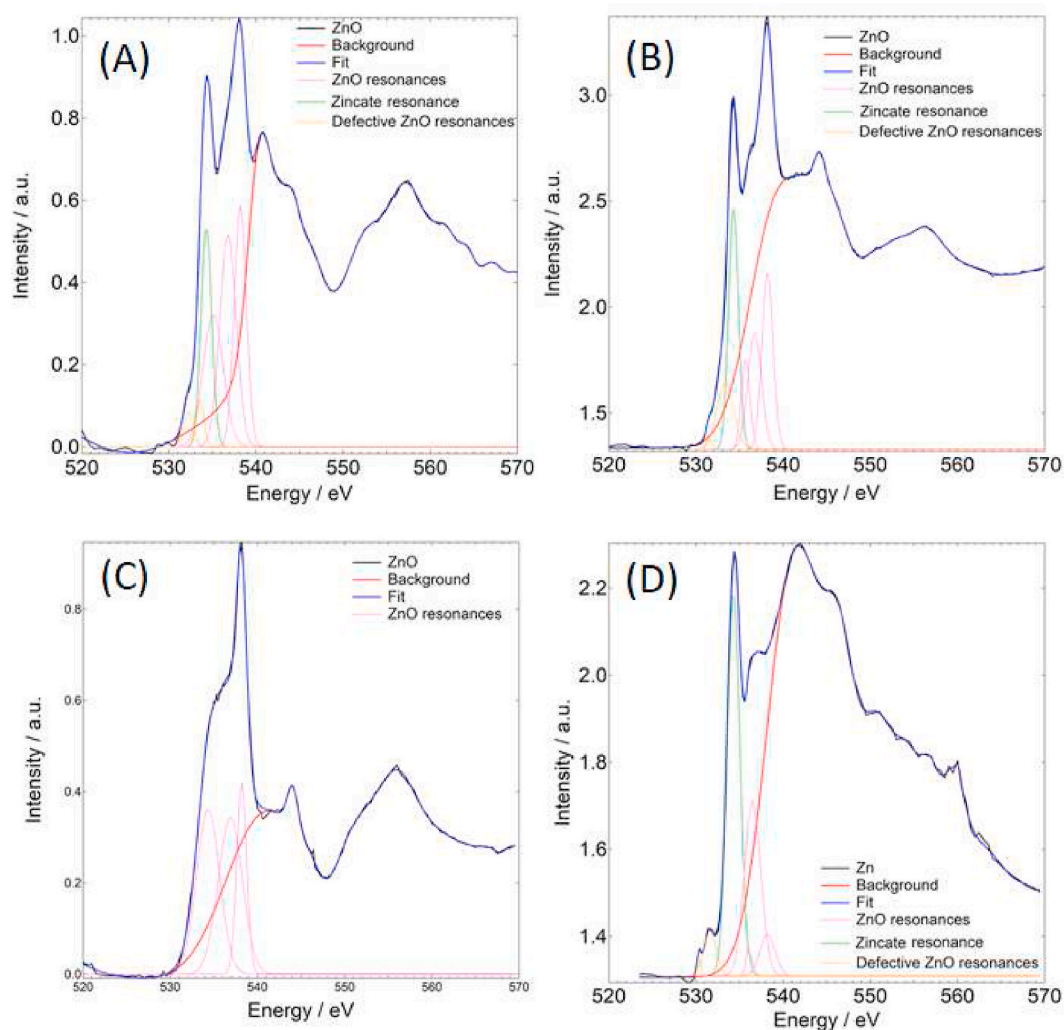 (A)
ZnO
Background
Fit
ZnO resonances
Zincate resonance
Defective ZnO resonances
Intensity / a.u.
1.0
0.8
0.6
0.4
0.2
0.0
520 530 540 550 560 570
Energy / eV
(B)
ZnO
Background
Fit
ZnO resonances
Zincate resonance
Defective ZnO resonances
Intensity / a.u.
3.0
2.5
2.0
1.5
520 530 540 550 560 570
Energy / eV
(C)
ZnO
Background
Fit
ZnO resonances
Intensity / a.u.
0.8
0.6
0.4
0.2
0.0
520 530 540 550 560 570
Energy / eV
(D)
Zn
Background
Fit
ZnO resonances
Zincate resonance
Defective ZnO resonances
Intensity / a.u.
2.2
2.0
1.8
1.6
1.4
520 530 540 550 560 570
Energy / eV